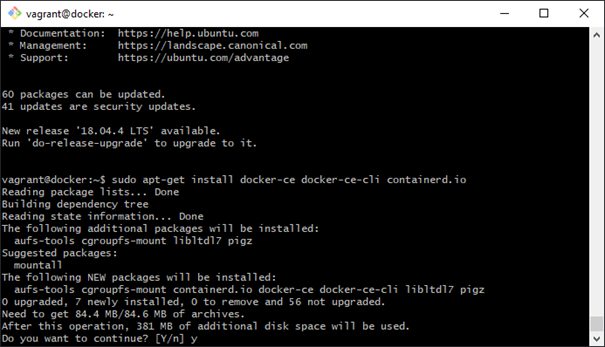 vagrant@docker: ~
* Documentation:  https://help.ubuntu.com
* Management:     https://landscape.canonical.com
* Support:        https://ubuntu.com/advantage
60 packages can be updated.
41 updates are security updates.
New release '18.04.4 LTS' available.
Run 'do-release-upgrade' to upgrade to it.
vagrant@docker:~$ sudo apt-get install docker-ce docker-ce-cli containerd.io
Reading package lists... Done
Building dependency tree
Reading state information... Done
The following additional packages will be installed:
  aufs-tools cgroupfs-mount libltdl7 pigz
Suggested packages:
  mountall
The following NEW packages will be installed:
  aufs-tools cgroupfs-mount containerd.io docker-ce docker-ce-cli libltdl7 pigz
0 upgraded, 7 newly installed, 0 to remove and 56 not upgraded.
Need to get 84.4 MB/84.6 MB of archives.
After this operation, 381 MB of additional disk space will be used.
Do you want to continue? [Y/n] y